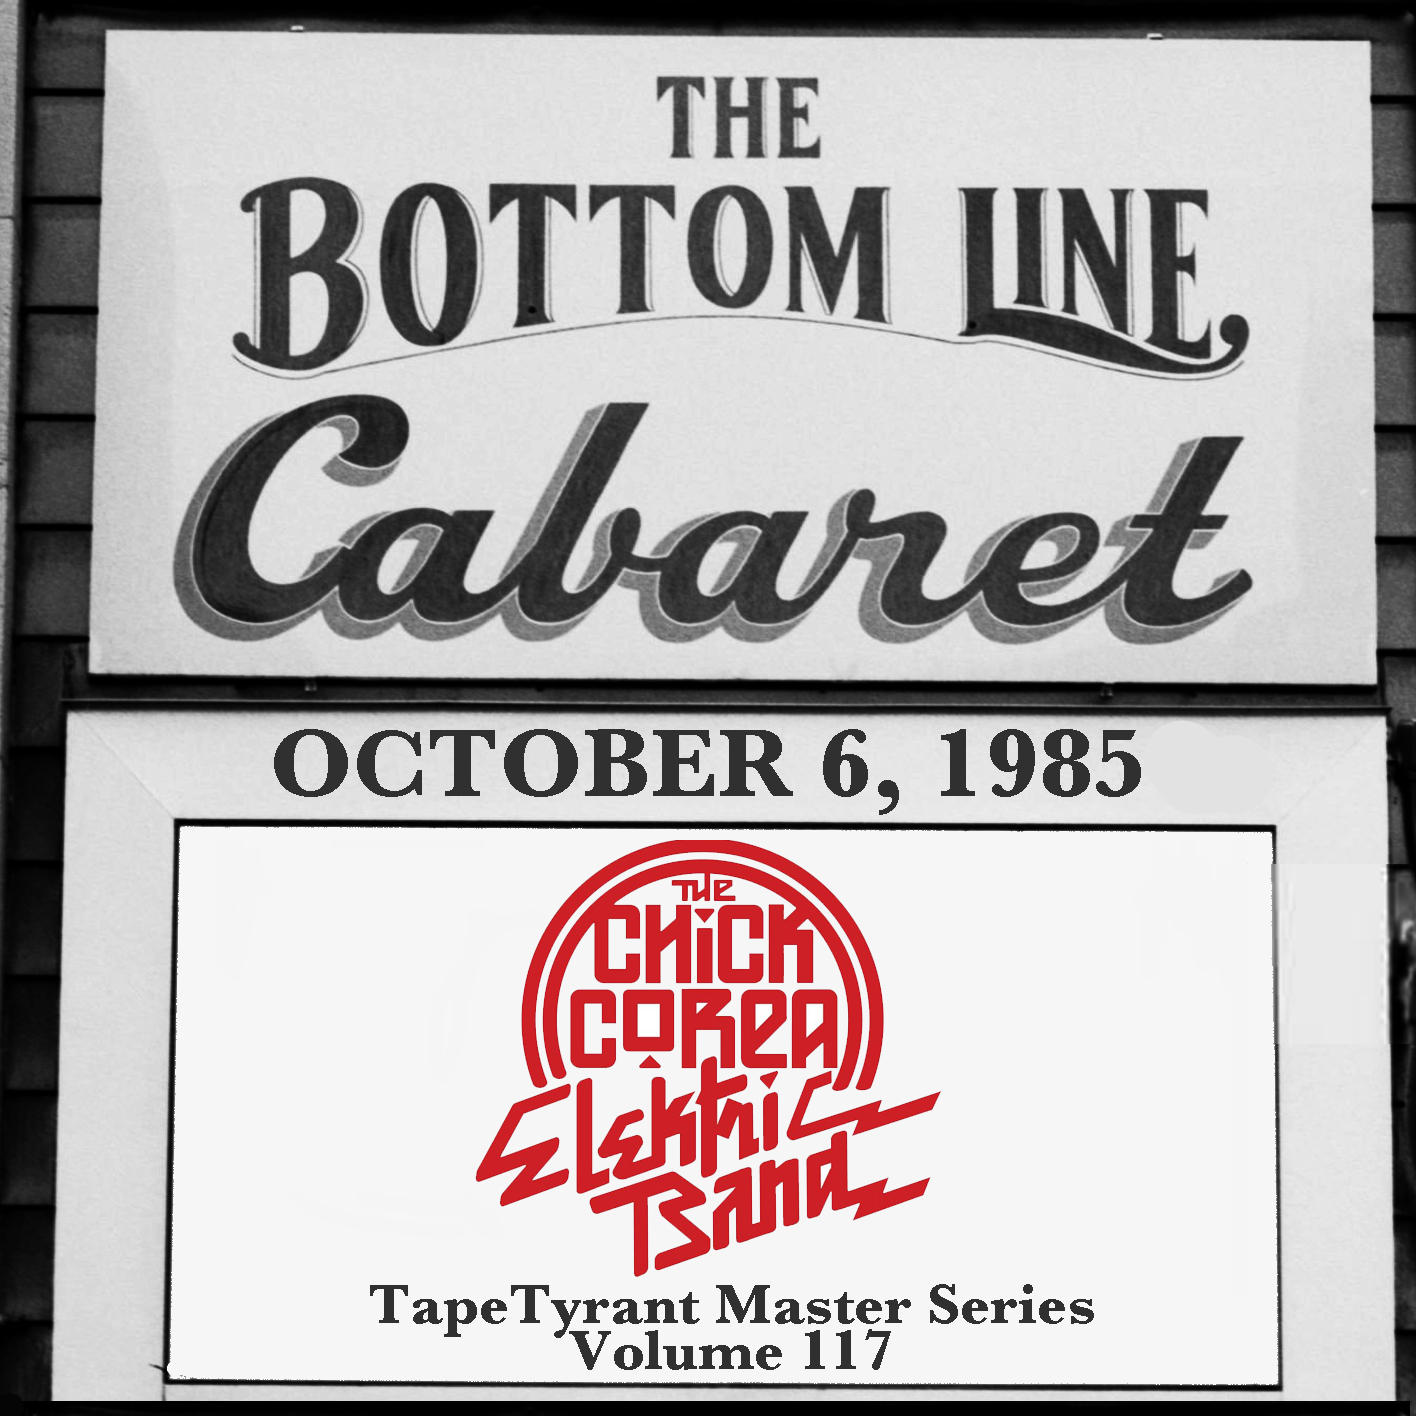 THE
BOTTOM LINE
Cabaret
OCTOBER 6, 1985
THE
CHICK
COREA
Elektric
Band
TapeTyrant Master Series
Volume 117